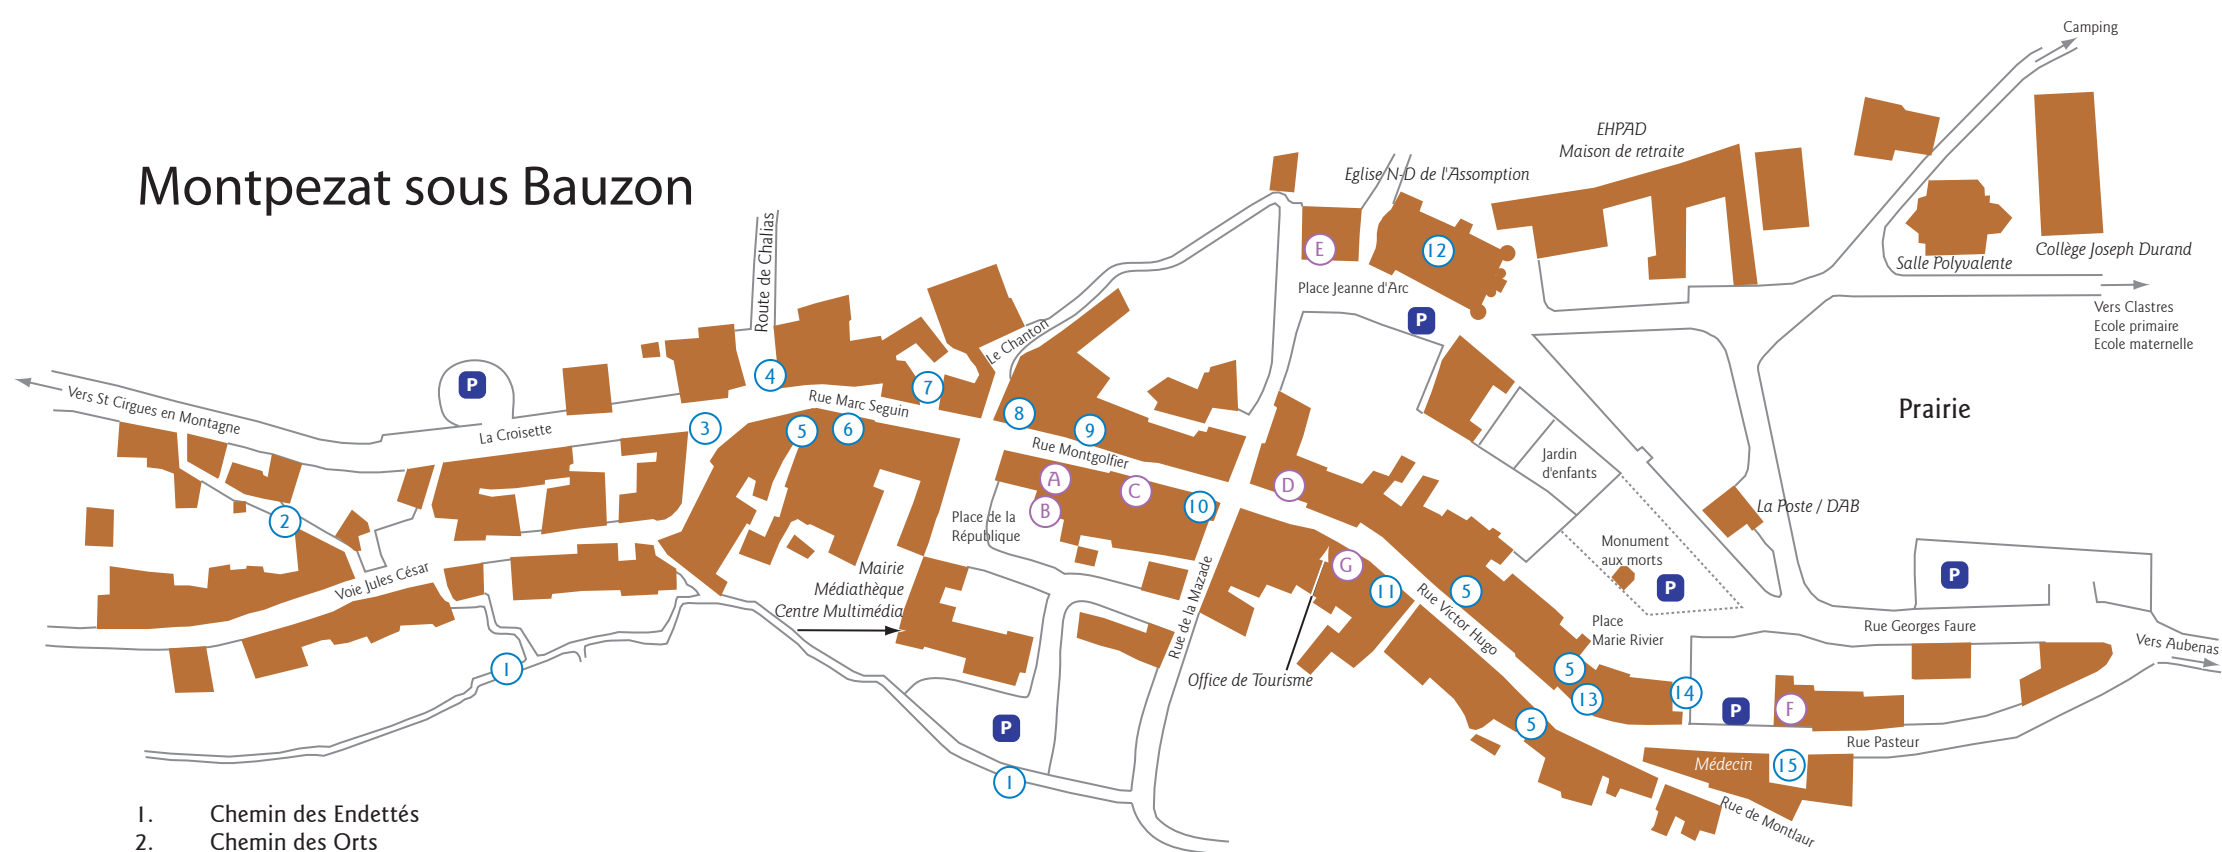 Camping
EHPAD
Maison de retraite
Eglise N-D de l'Assomption
Montpezat sous Bauzon
Route de Chalias
E
12
Collège Joseph Durand
Salle Polyvalente
Place Jeanne d'Arc
P
Vers Clastres
Ecole primaire
Ecole maternelle
Le Chanton
P
4
7
Vers St Cirgues en Montagne
Rue Marc Seguin
Prairie
La Croisette
3
5
6
8
9
Rue Montgolfier
Jardin
d'enfants
A
C
D
B
10
La Poste / DAB
2
Place de la
République
Monument
aux morts
Mairie
Médiathèque
Centre Multimédia
G
P
P
Voie Jules César
11
5
Rue de la Mazade
Rue Victor Hugo
Place
Marie Rivier
Rue Georges Faure
Vers Aubenas
1
Office de Tourisme
5
13
14
P
F
P
5
Rue Pasteur
Médecin
15
1
Rue de Montlaur
1. Chemin des Endettés
2. Chemin des Orts